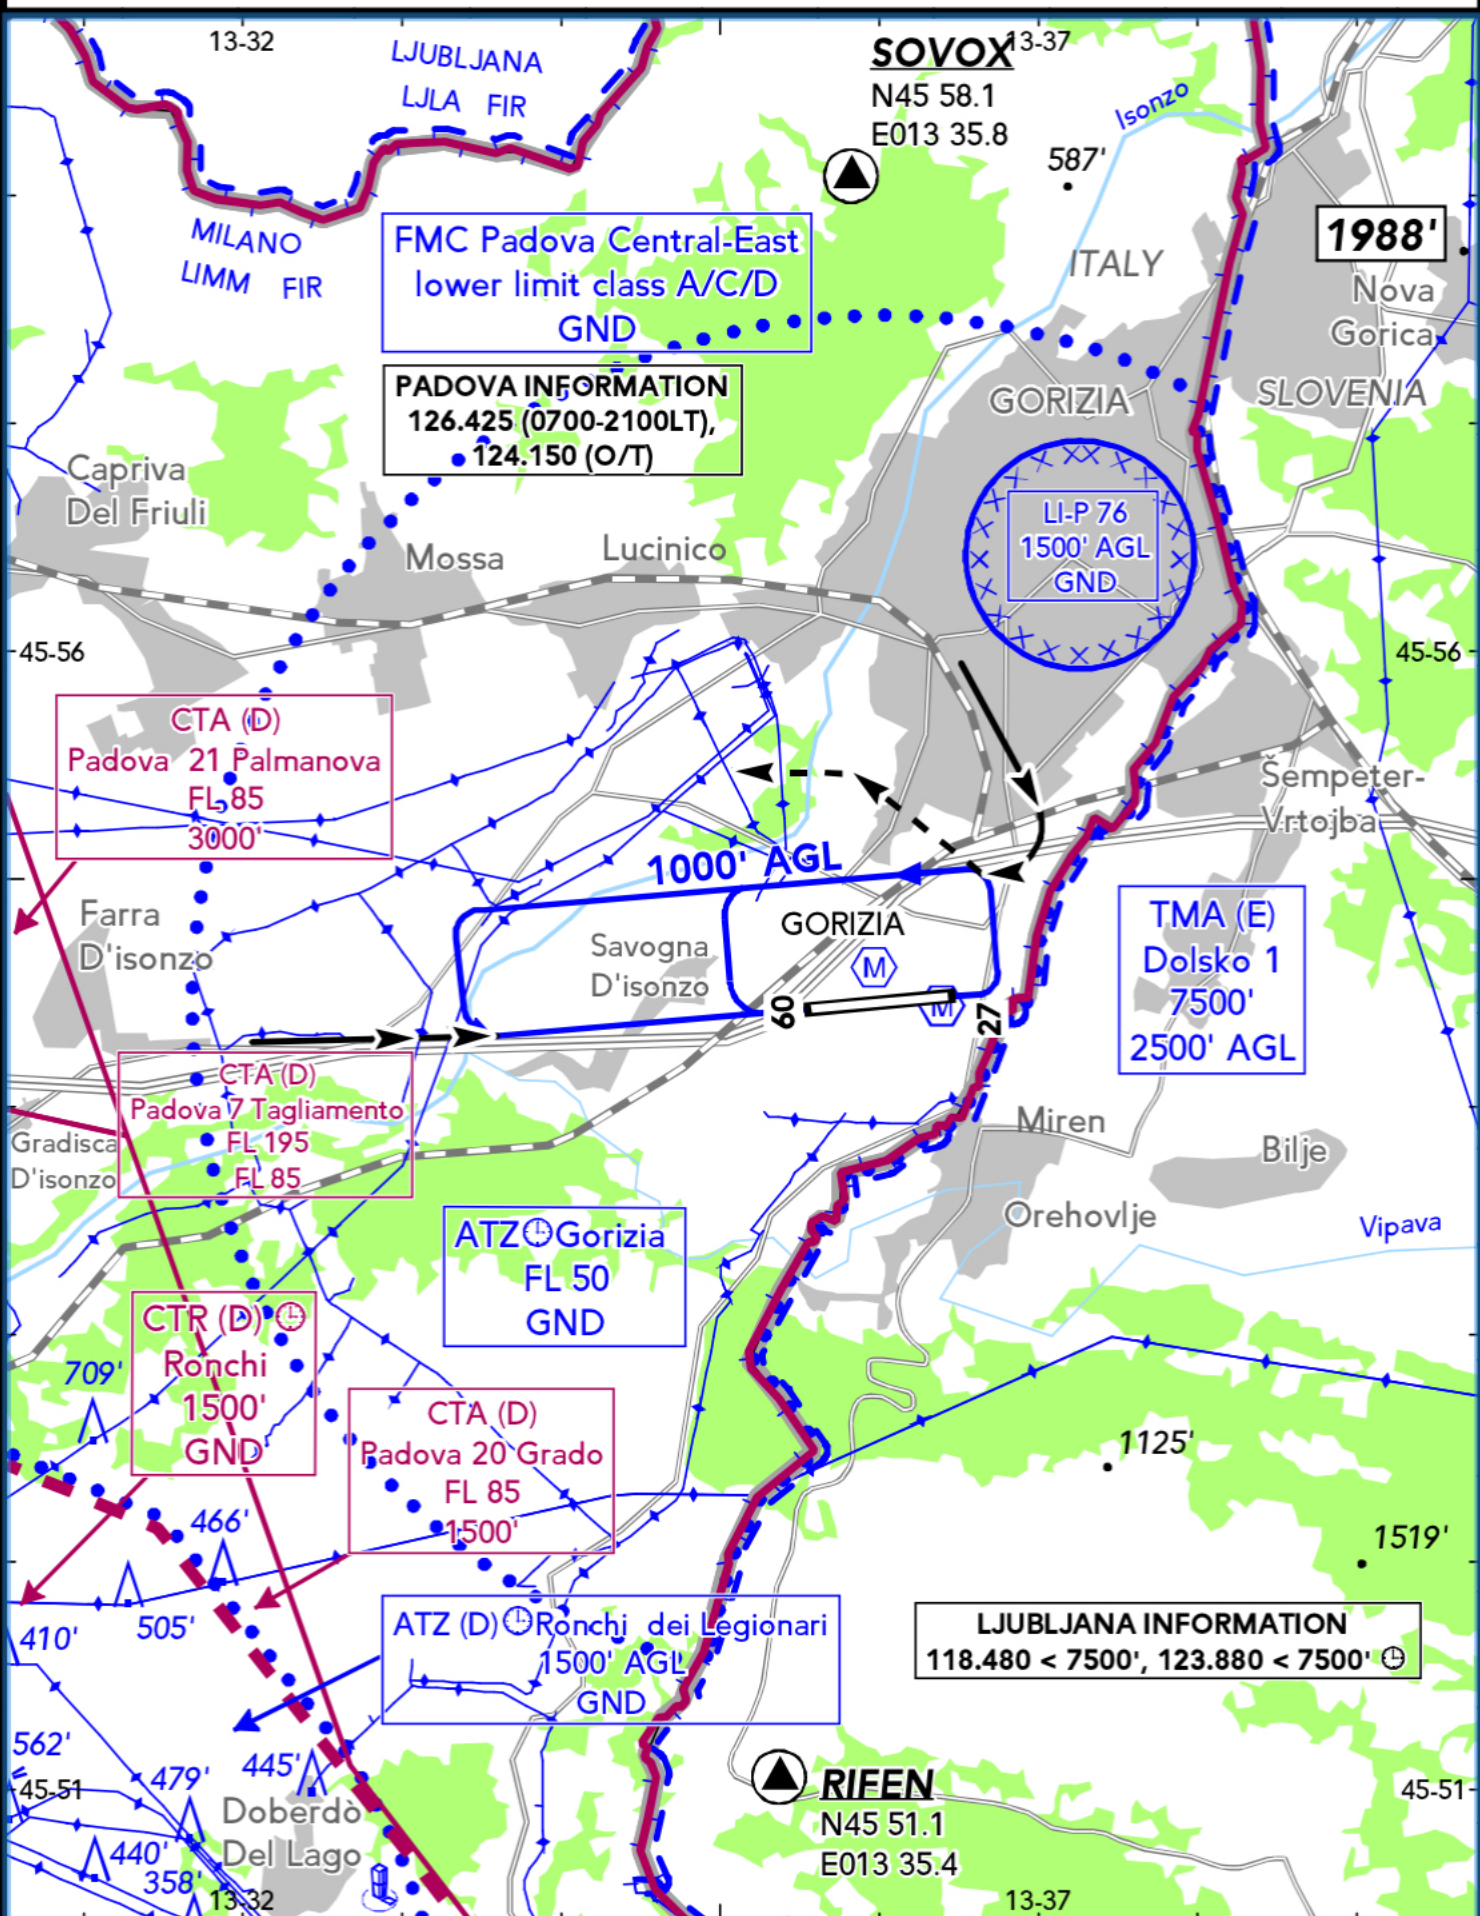 13-32
13-37
LJUBLJANA
LJLA FIR
SOVOX
N45 58.1
E013 35.8
Isonzo
587'
MILANO
LIMM FIR
FMC Padova Central-East
lower limit class A/C/D
GND
ITALY
1988'
Nova
Gorica
PADOVA INFORMATION
126.425 (0700-2100LT),
124.150 (O/T)
GORIZIA
SLOVENIA
Capriva
Del Friuli
Mossa
Lucinico
LI-P 76
1500' AGL
GND
45-56
45-56
CTA (D)
Padova 21 Palmanova
FL 85
3000'
Šempeter-
Vrtojba
1000' AGL
Farra
D'isonzo
Savogna
D'isonzo
GORIZIA
M
M
09
27
TMA (E)
Dolsko 1
7500'
2500' AGL
CTA (D)
Padova 7 Tagliamento
FL 195
FL 85
Gradisca
D'isonzo
Miren
Bilje
Orehovlje
Vipava
ATZ Gorizia
FL 50
GND
CTR (D)
Ronchi
1500'
GND
709'
CTA (D)
Padova 20 Grado
FL 85
1500'
1125'
466'
505'
410'
1519'
ATZ (D) Ronchi dei Legionari
1500' AGL
GND
LJUBLJANA INFORMATION
118.480 < 7500', 123.880 < 7500'
562'
479'
445'
45-51
45-51
RIFEN
N45 51.1
E013 35.4
Doberdò
Del Lago
440'
358'
13-32
13-37